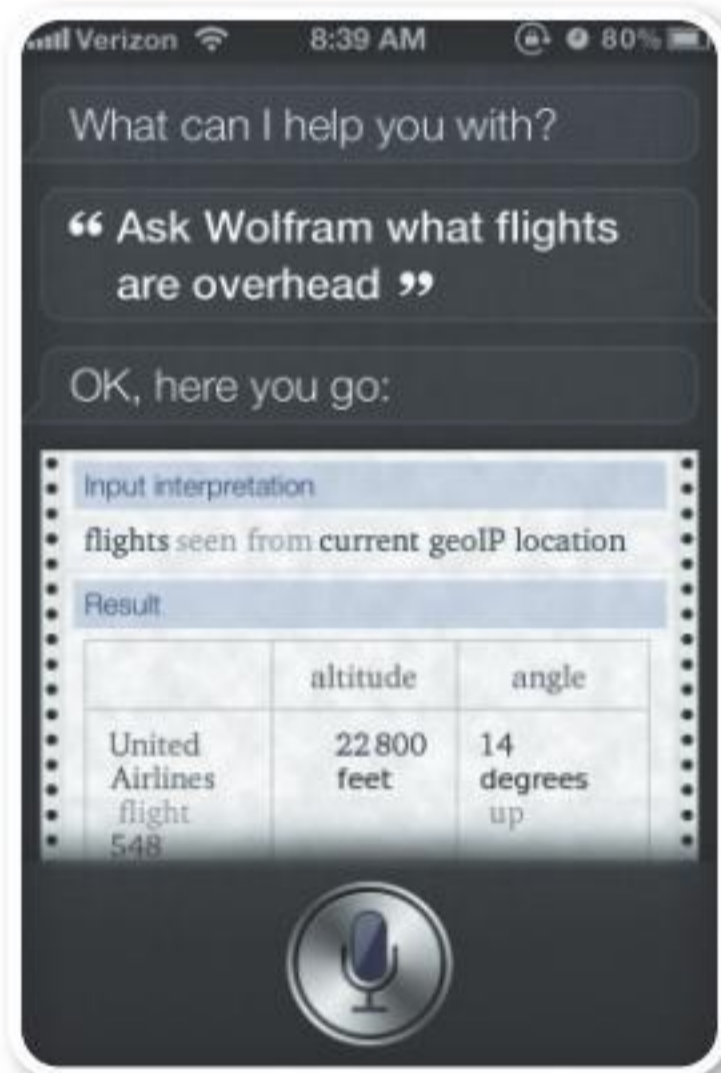 Verizon 8:39 AM 80%
What can I help you with?
“ Ask Wolfram what flights
are overhead ”
OK, here you go:
Input interpretation
flights seen from current geoIP location
Result
altitude angle
United 22 800 14
Airlines feet degrees
flight up
548